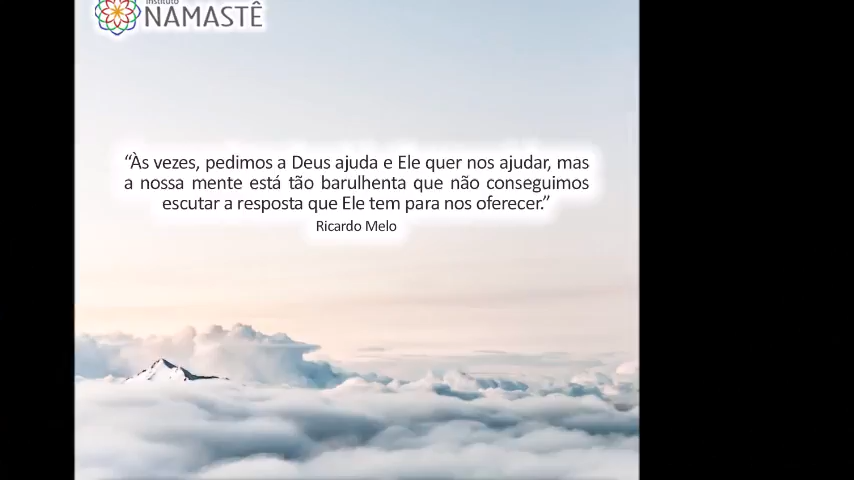 Instituto
NAMASTÊ
“Às vezes, pedimos a Deus ajuda e Ele quer nos ajudar, mas
a nossa mente está tão barulhenta que não conseguimos
escutar a resposta que Ele tem para nos oferecer.”
Ricardo Melo